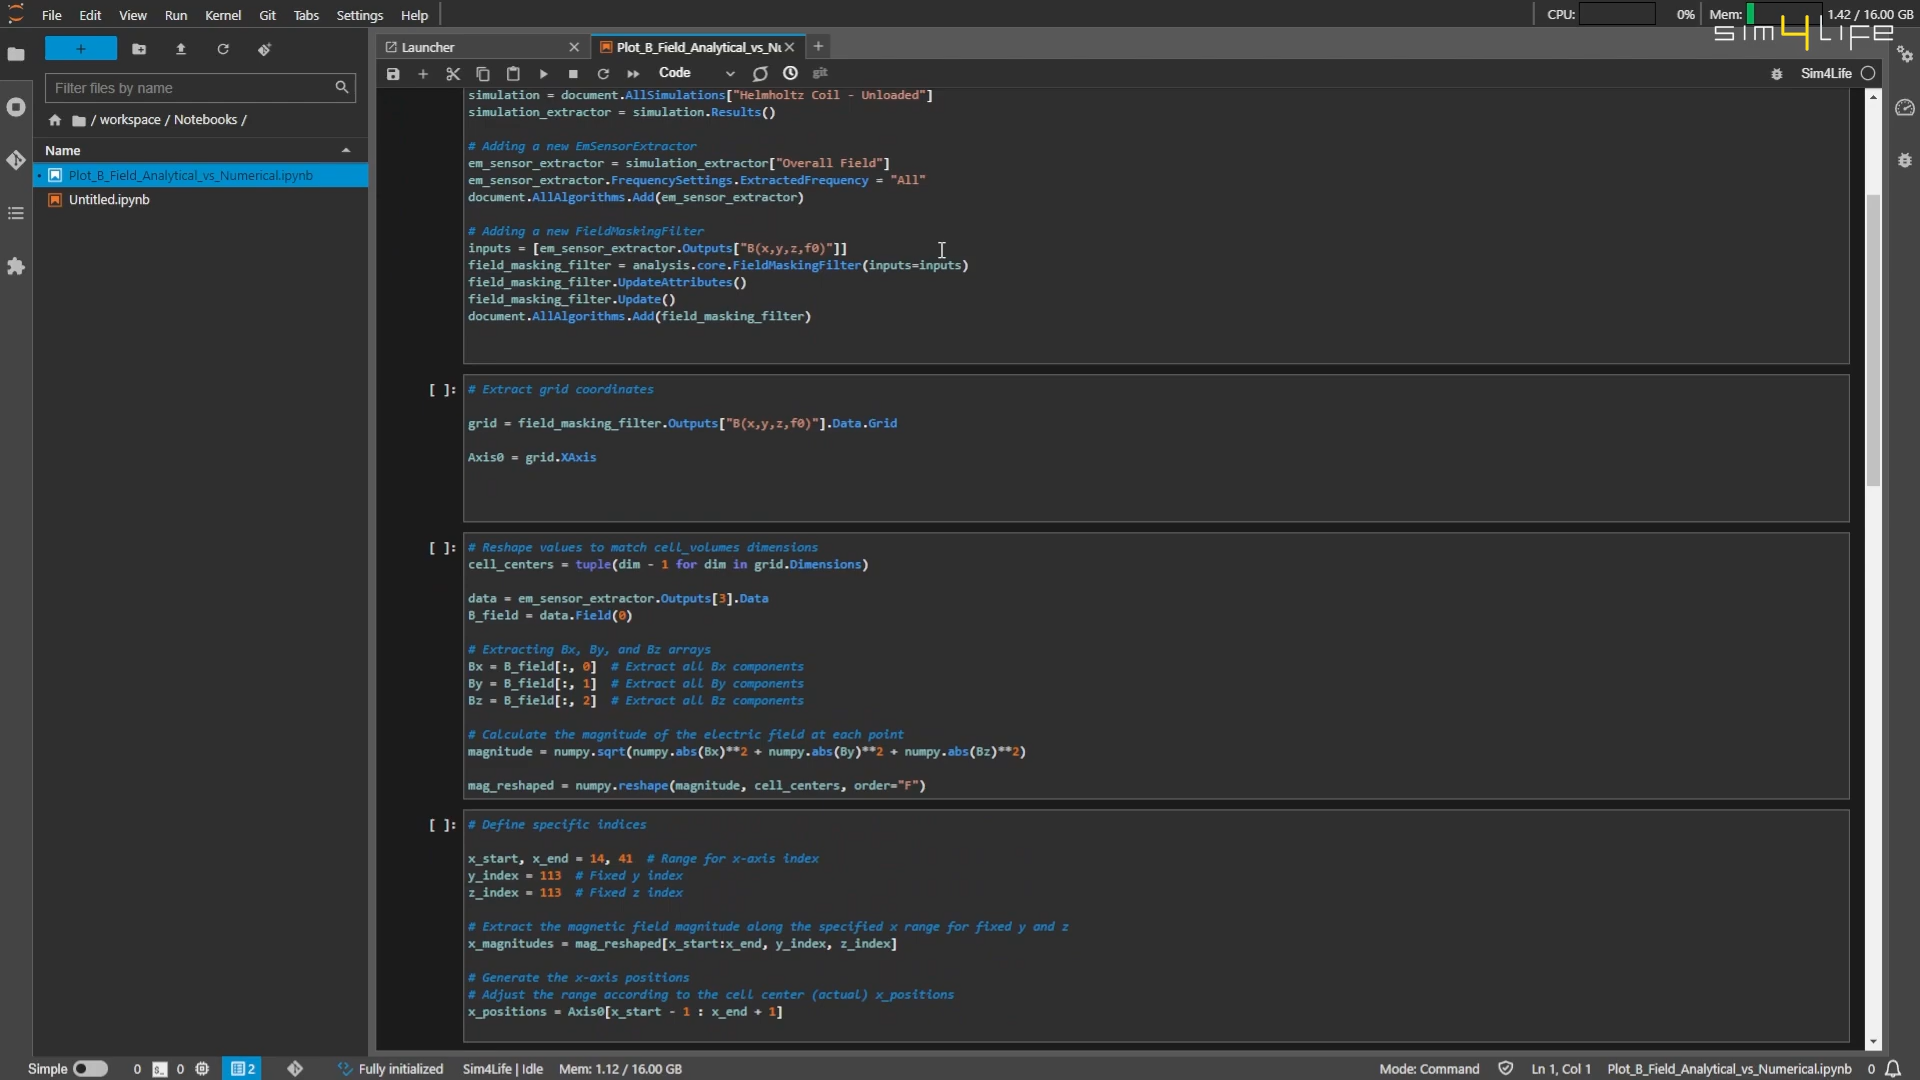 File Edit View Run Kernel Git Tabs Settings Help
CPU: 0% Mem: 1.42 / 16.00 GB
sim4life
Launcher
Plot_B_Field_Analytical_vs_Nu
Code
git
Sim4Life
Filter files by name
/ workspace / Notebooks /
Name
Plot_B_Field_Analytical_vs_Numerical.ipynb
Untitled.ipynb
simulation = document.AllSimulations["Helmholtz Coil - Unloaded"]
simulation_extractor = simulation.Results()
# Adding a new EmSensorExtractor
em_sensor_extractor = simulation_extractor["Overall Field"]
em_sensor_extractor.FrequencySettings.ExtractedFrequency = "All"
document.AllAlgorithms.Add(em_sensor_extractor)
# Adding a new FieldMaskingFilter
inputs = [em_sensor_extractor.Outputs["B(x,y,z,f0)"]]
field_masking_filter = analysis.core.FieldMaskingFilter(inputs=inputs)
field_masking_filter.UpdateAttributes()
field_masking_filter.Update()
document.AllAlgorithms.Add(field_masking_filter)
[ ]: # Extract grid coordinates
grid = field_masking_filter.Outputs["B(x,y,z,f0)"].Data.Grid
Axis0 = grid.XAxis
[ ]: # Reshape values to match cell_volumes dimensions
cell_centers = tuple(dim - 1 for dim in grid.Dimensions)
data = em_sensor_extractor.Outputs[3].Data
B_field = data.Field(0)
# Extracting Bx, By, and Bz arrays
Bx = B_field[:, 0]  # Extract all Bx components
By = B_field[:, 1]  # Extract all By components
Bz = B_field[:, 2]  # Extract all Bz components
# Calculate the magnitude of the electric field at each point
magnitude = numpy.sqrt(numpy.abs(Bx)**2 + numpy.abs(By)**2 + numpy.abs(Bz)**2)
mag_reshaped = numpy.reshape(magnitude, cell_centers, order="F")
[ ]: # Define specific indices
x_start, x_end = 14, 41  # Range for x-axis index
y_index = 113  # Fixed y index
z_index = 113  # Fixed z index
# Extract the magnetic field magnitude along the specified x range for fixed y and z
x_magnitudes = mag_reshaped[x_start:x_end, y_index, z_index]
# Generate the x-axis positions
# Adjust the range according to the cell center (actual) x_positions
x_positions = Axis0[x_start - 1 : x_end + 1]
Simple 0 0 2 Fully initialized Sim4Life | Idle Mem: 1.12 / 16.00 GB
Mode: Command Ln 1, Col 1 Plot_B_Field_Analytical_vs_Numerical.ipynb 0